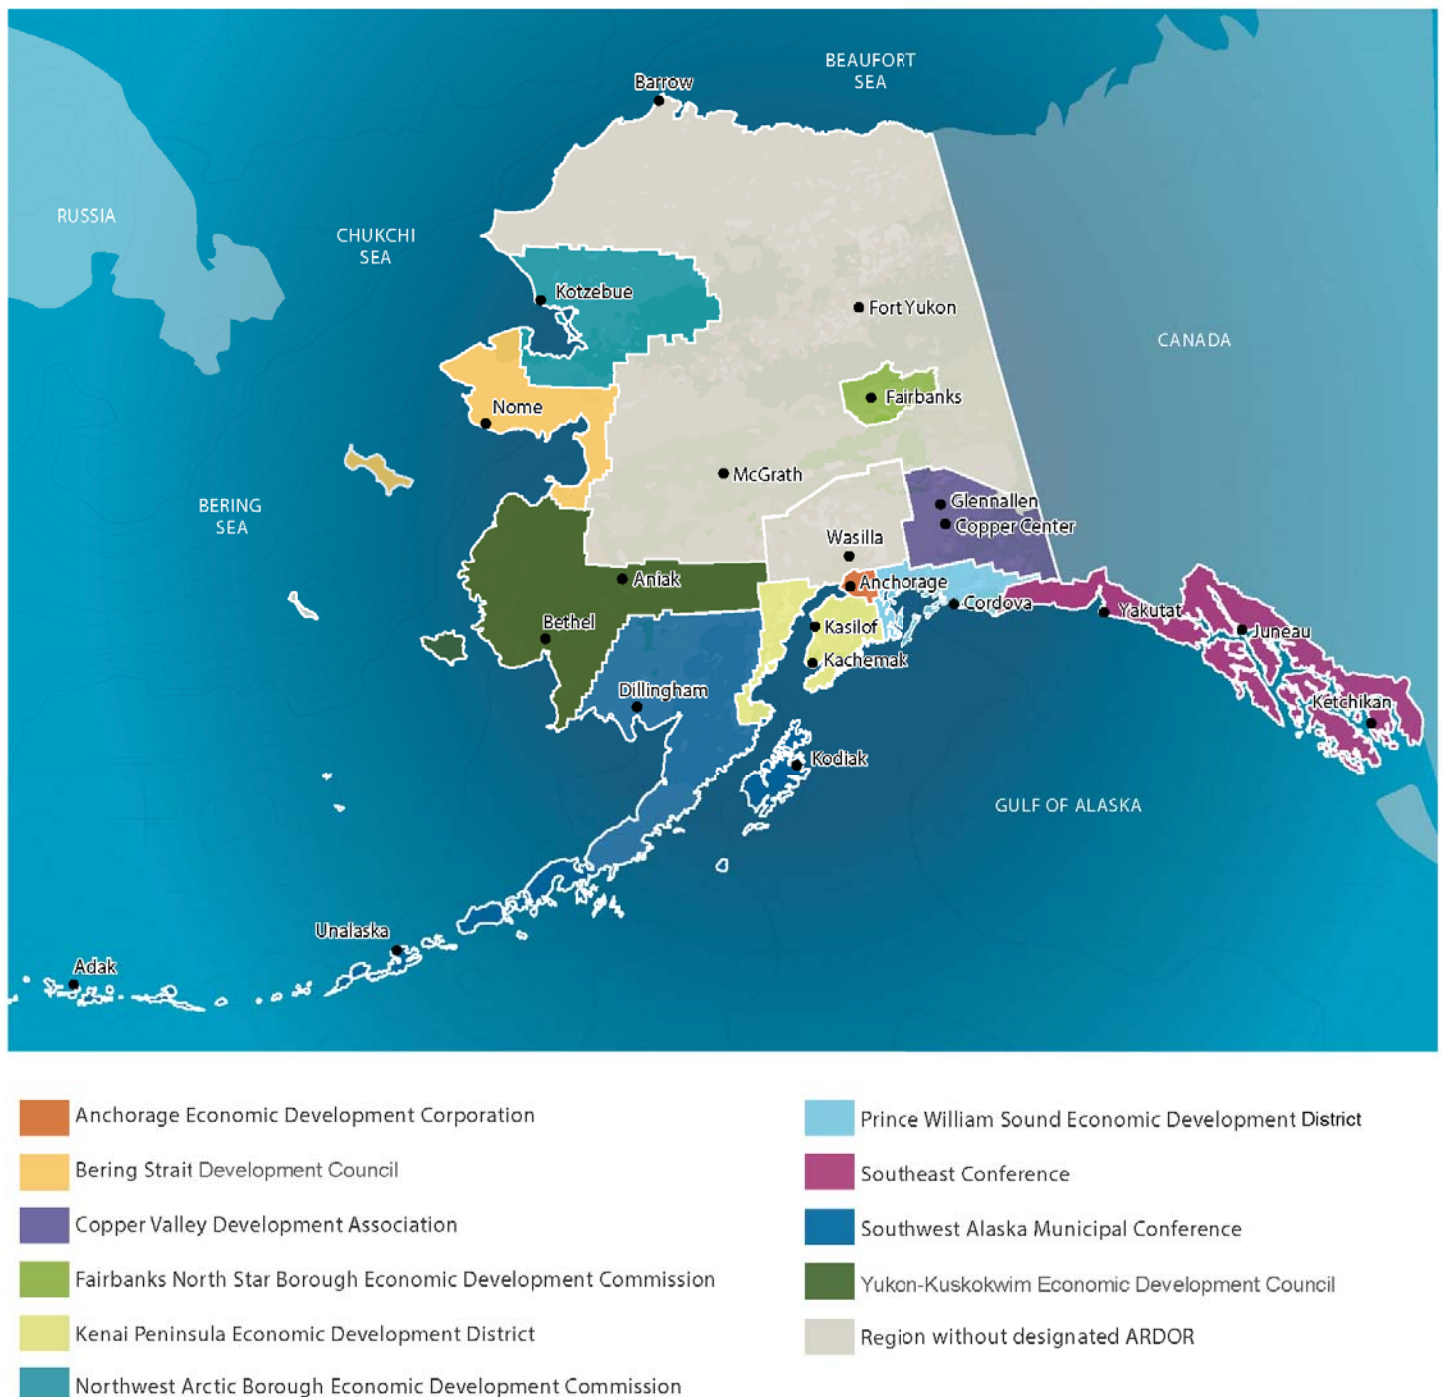 BEAUFORT
SEA
Barrow
RUSSIA
CHUKCHI
SEA
Kotzebue
Fort Yukon
CANADA
Fairbanks
Nome
McGrath
BERING
SEA
Glennallen
Copper Center
Wasilla
Aniak
Anchorage
Cordova
Yakutat
Bethel
Kasilof
Juneau
Kachemak
Dillingham
Ketchikan
Kodiak
GULF OF ALASKA
Unalaska
Adak
Anchorage Economic Development Corporation
Bering Strait Development Council
Copper Valley Development Association
Fairbanks North Star Borough Economic Development Commission
Kenai Peninsula Economic Development District
Northwest Arctic Borough Economic Development Commission
Prince William Sound Economic Development District
Southeast Conference
Southwest Alaska Municipal Conference
Yukon-Kuskokwim Economic Development Council
Region without designated ARDOR